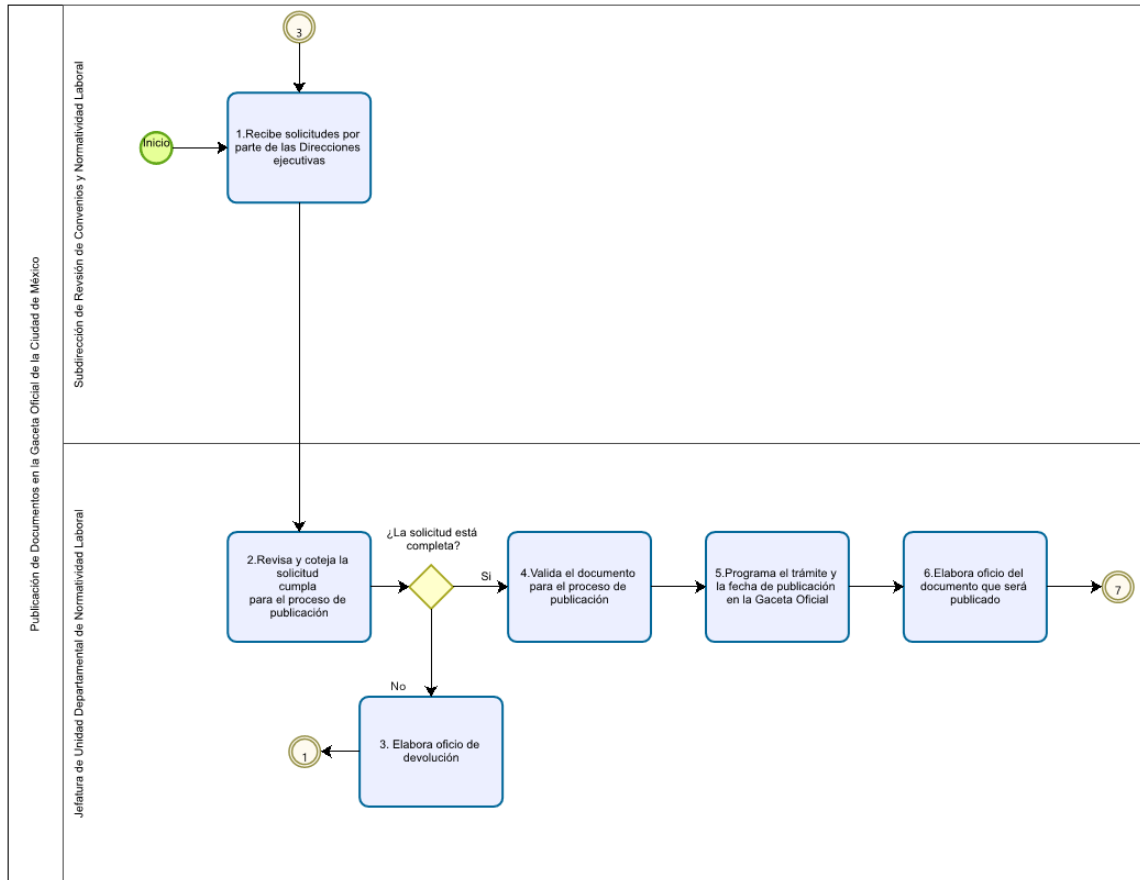 Publicación de Documentos en la Gaceta Oficial de la Ciudad de México
Subdirección de Revsión de Convenios y Normatividad Laboral
3
Inicio
1.Recibe solicitudes por
parte de las Direcciones
ejecutivas
Jefatura de Unidad Departamental de Normatividad Laboral
2.Revisa y coteja la
solicitud
cumpla
para el proceso de
publicación
¿La solicitud está
completa?
Si
4.Valida el documento
para el proceso de
publicación
5.Programa el trámite y
la fecha de publicación
en la Gaceta Oficial
6.Elabora oficio del
documento que será
publicado
7
No
3. Elabora oficio de
devolución
1